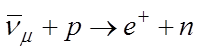 ν̅_μ + p → e⁺ + n